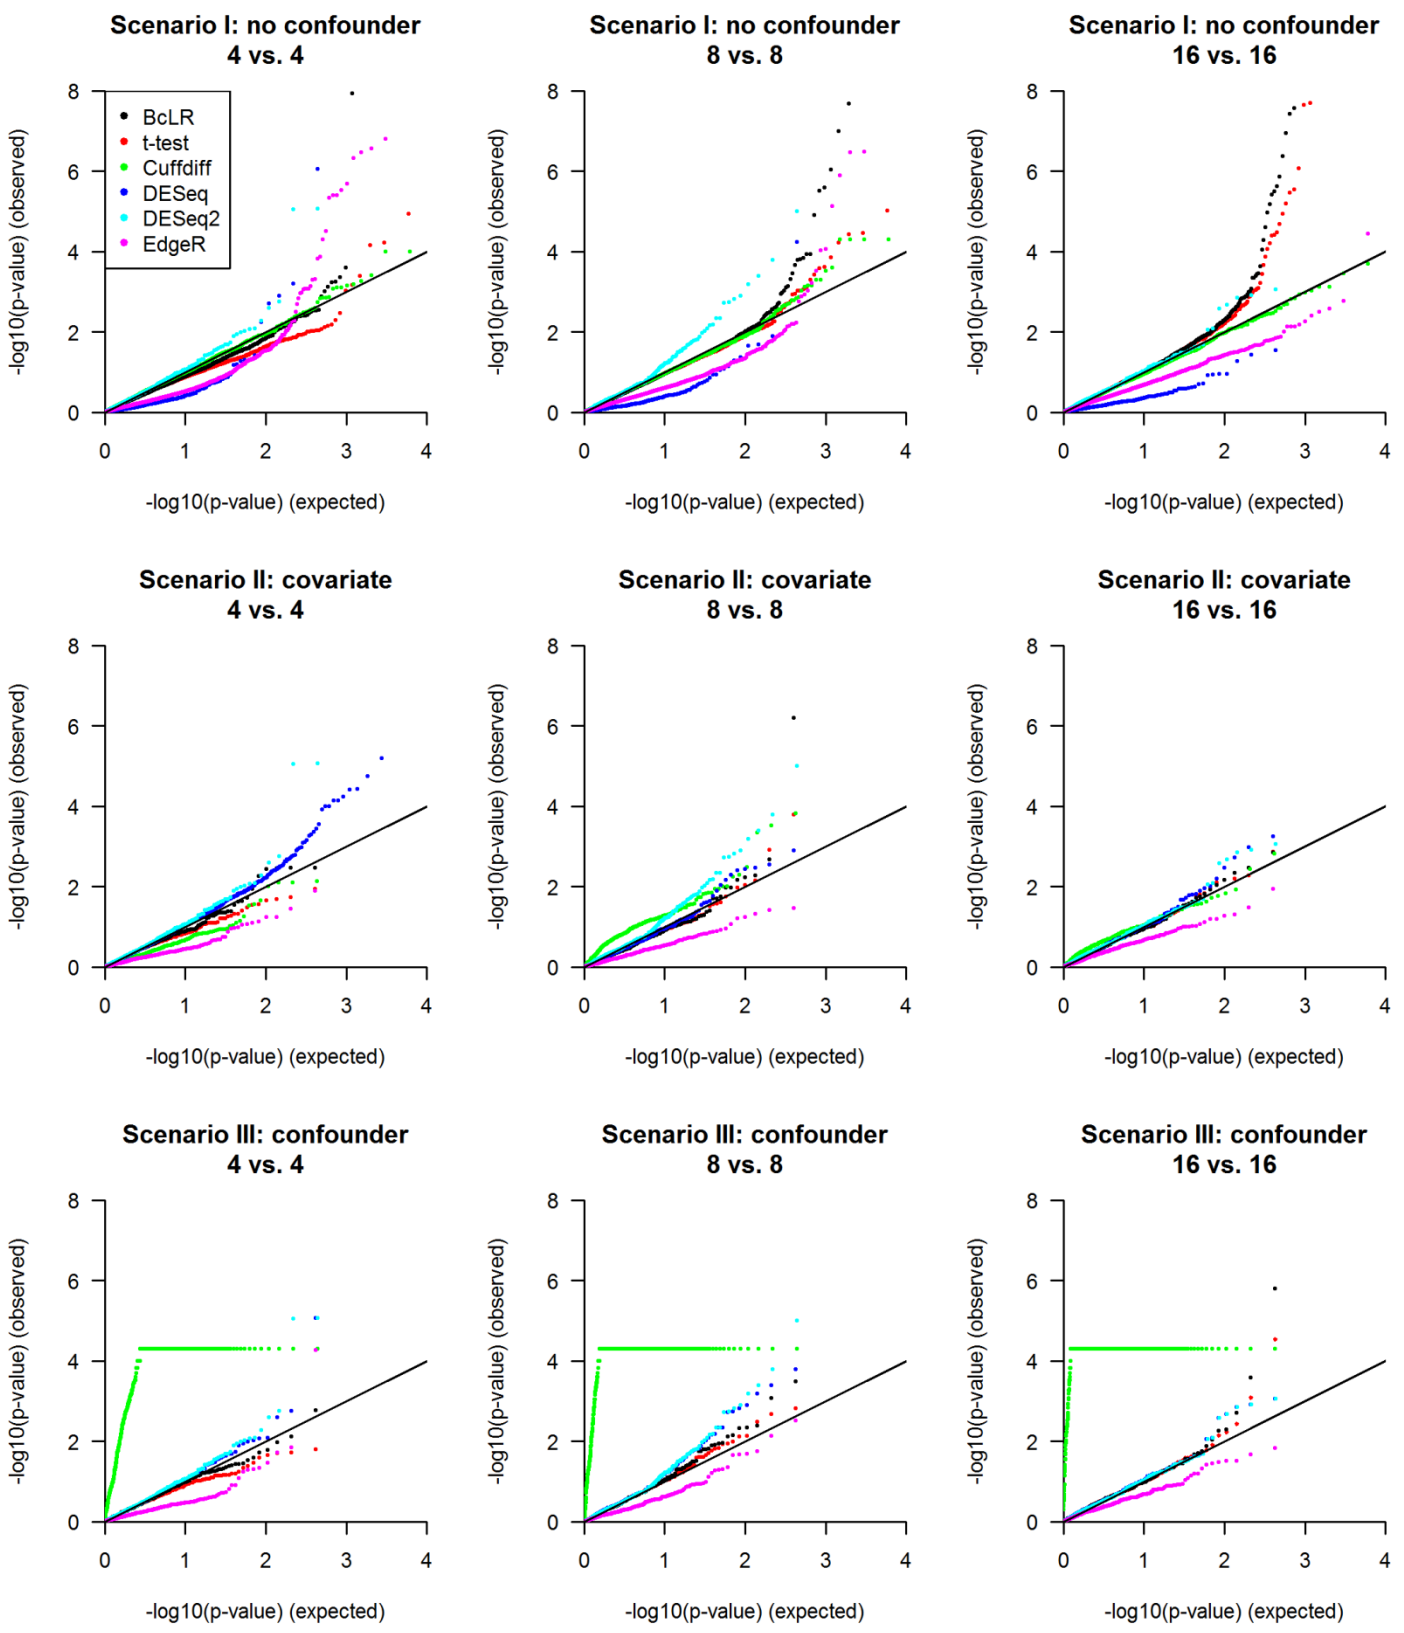 Scenario I: no confounder
4 vs. 4
-log10(p-value) (observed)
8
6
4
2
0
BcLR
t-test
Cuffdiff
DESeq
DESeq2
EdgeR
0 1 2 3 4
-log10(p-value) (expected)
Scenario I: no confounder
8 vs. 8
-log10(p-value) (observed)
8
6
4
2
0
0 1 2 3 4
-log10(p-value) (expected)
Scenario I: no confounder
16 vs. 16
-log10(p-value) (observed)
8
6
4
2
0
0 1 2 3 4
-log10(p-value) (expected)
Scenario II: covariate
4 vs. 4
-log10(p-value) (observed)
8
6
4
2
0
0 1 2 3 4
-log10(p-value) (expected)
Scenario II: covariate
8 vs. 8
-log10(p-value) (observed)
8
6
4
2
0
0 1 2 3 4
-log10(p-value) (expected)
Scenario II: covariate
16 vs. 16
-log10(p-value) (observed)
8
6
4
2
0
0 1 2 3 4
-log10(p-value) (expected)
Scenario III: confounder
4 vs. 4
-log10(p-value) (observed)
8
6
4
2
0
0 1 2 3 4
-log10(p-value) (expected)
Scenario III: confounder
8 vs. 8
-log10(p-value) (observed)
8
6
4
2
0
0 1 2 3 4
-log10(p-value) (expected)
Scenario III: confounder
16 vs. 16
-log10(p-value) (observed)
8
6
4
2
0
0 1 2 3 4
-log10(p-value) (expected)